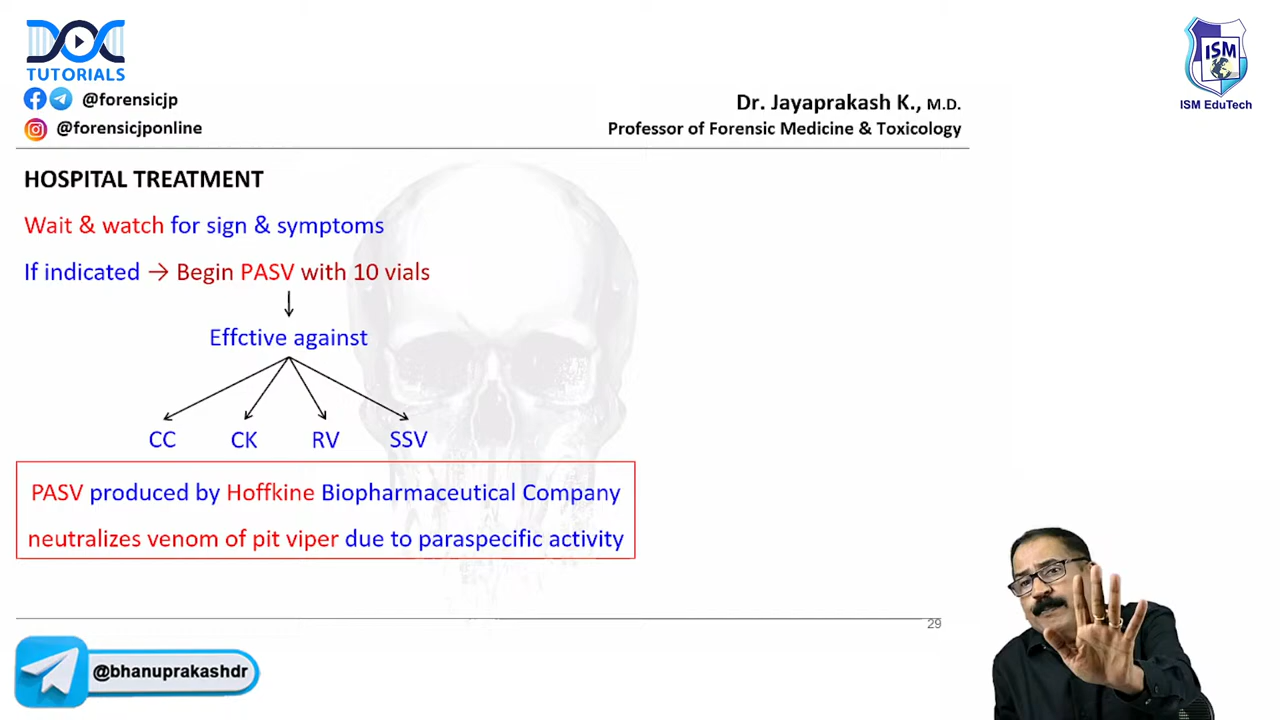 DOC
TUTORIALS
@forensicjp
@forensicjponline
Dr. Jayaprakash K., M.D.
Professor of Forensic Medicine & Toxicology
ISM
ISM EduTech
HOSPITAL TREATMENT
Wait & watch for sign & symptoms
If indicated → Begin PASV with 10 vials
Effctive against
CC CK RV SSV
PASV produced by Hoffkine Biopharmaceutical Company
neutralizes venom of pit viper due to paraspecific activity
29
@bhanuprakashdr